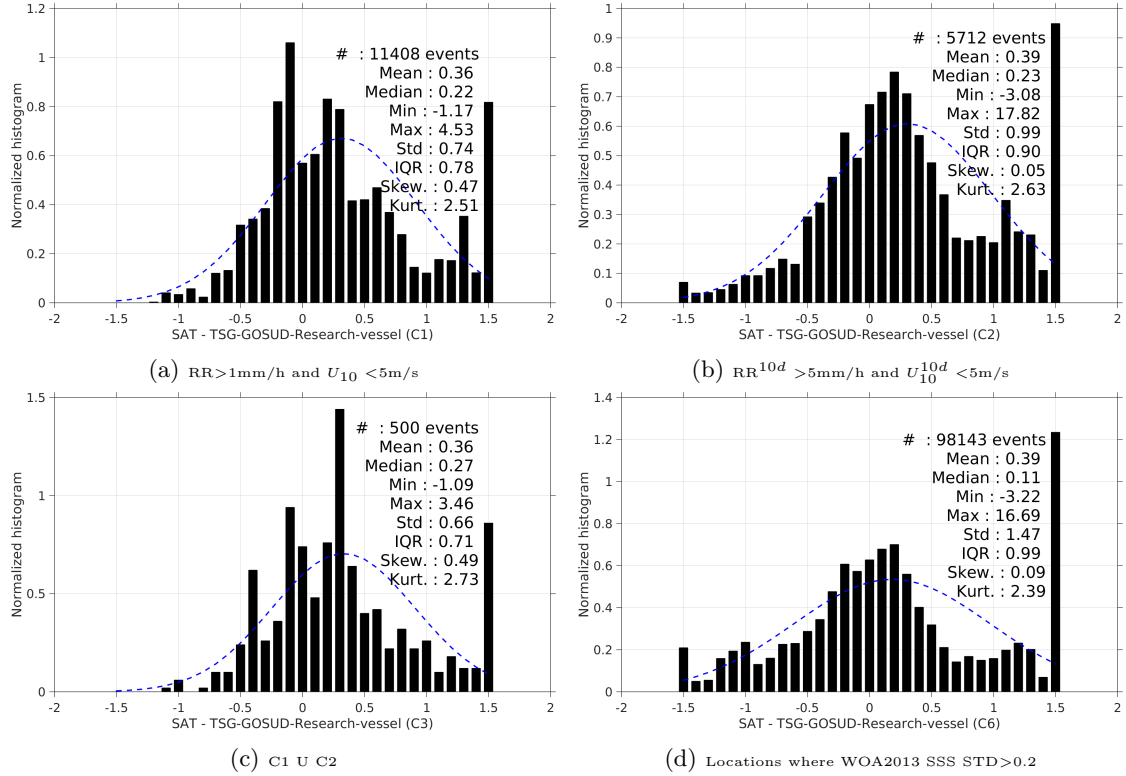 1.2
1
0.8
0.6
0.4
0.2
0
Normalized histogram
# : 11408 events
Mean : 0.36
Median : 0.22
Min : -1.17
Max : 4.53
Std : 0.74
IQR : 0.78
Skew. : 0.47
Kurt. : 2.51
-2 -1.5 -1 -0.5 0 0.5 1 1.5 2
SAT - TSG-GOSUD-Research-vessel (C1)
(a) RR>1mm/h and U10 <5m/s
1
0.9
0.8
0.7
0.6
0.5
0.4
0.3
0.2
0.1
0
Normalized histogram
# : 5712 events
Mean : 0.39
Median : 0.23
Min : -3.08
Max : 17.82
Std : 0.99
IQR : 0.90
Skew. : 0.05
Kurt. : 2.63
-2 -1.5 -1 -0.5 0 0.5 1 1.5 2
SAT - TSG-GOSUD-Research-vessel (C2)
(b) RR^10d >5mm/h and U10^10d <5m/s
1.5
1
0.5
0
Normalized histogram
# : 500 events
Mean : 0.36
Median : 0.27
Min : -1.09
Max : 3.46
Std : 0.66
IQR : 0.71
Skew. : 0.49
Kurt. : 2.73
-2 -1.5 -1 -0.5 0 0.5 1 1.5 2
SAT - TSG-GOSUD-Research-vessel (C3)
(c) C1 U C2
1.4
1.2
1
0.8
0.6
0.4
0.2
0
Normalized histogram
# : 98143 events
Mean : 0.39
Median : 0.11
Min : -3.22
Max : 16.69
Std : 1.47
IQR : 0.99
Skew. : 0.09
Kurt. : 2.39
-2 -1.5 -1 -0.5 0 0.5 1 1.5 2
SAT - TSG-GOSUD-Research-vessel (C6)
(d) Locations where WOA2013 SSS STD>0.2